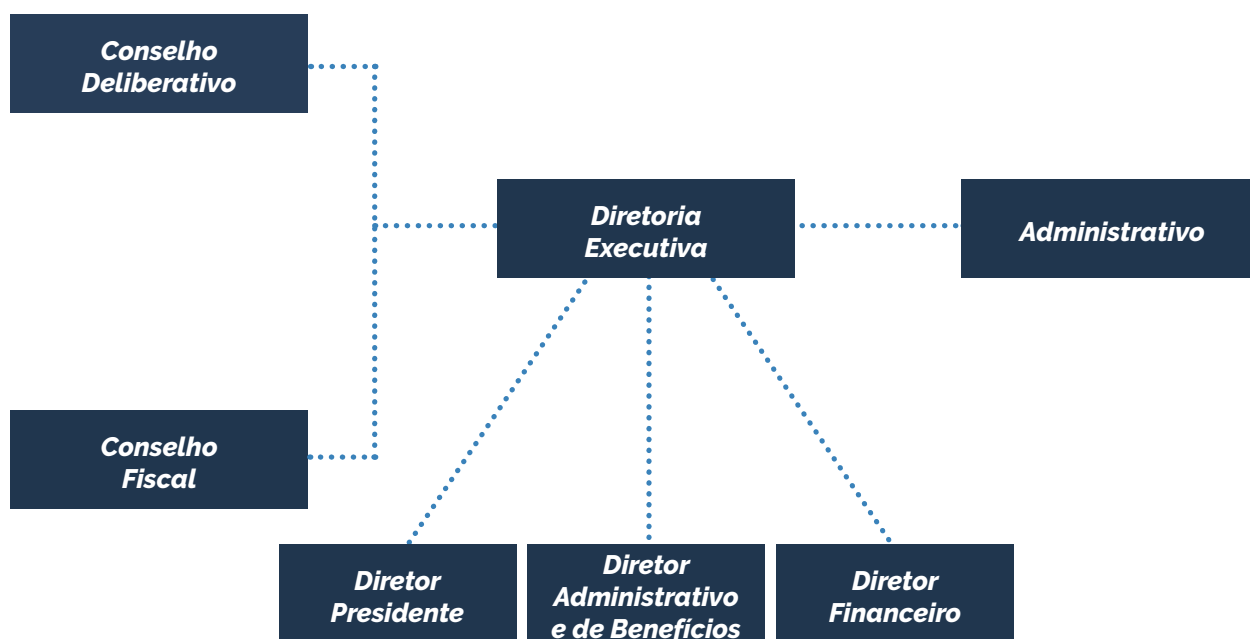 Conselho
Deliberativo
Diretoria
Executiva
Administrativo
Conselho
Fiscal
Diretor
Presidente
Diretor
Administrativo
e de Benefícios
Diretor
Financeiro